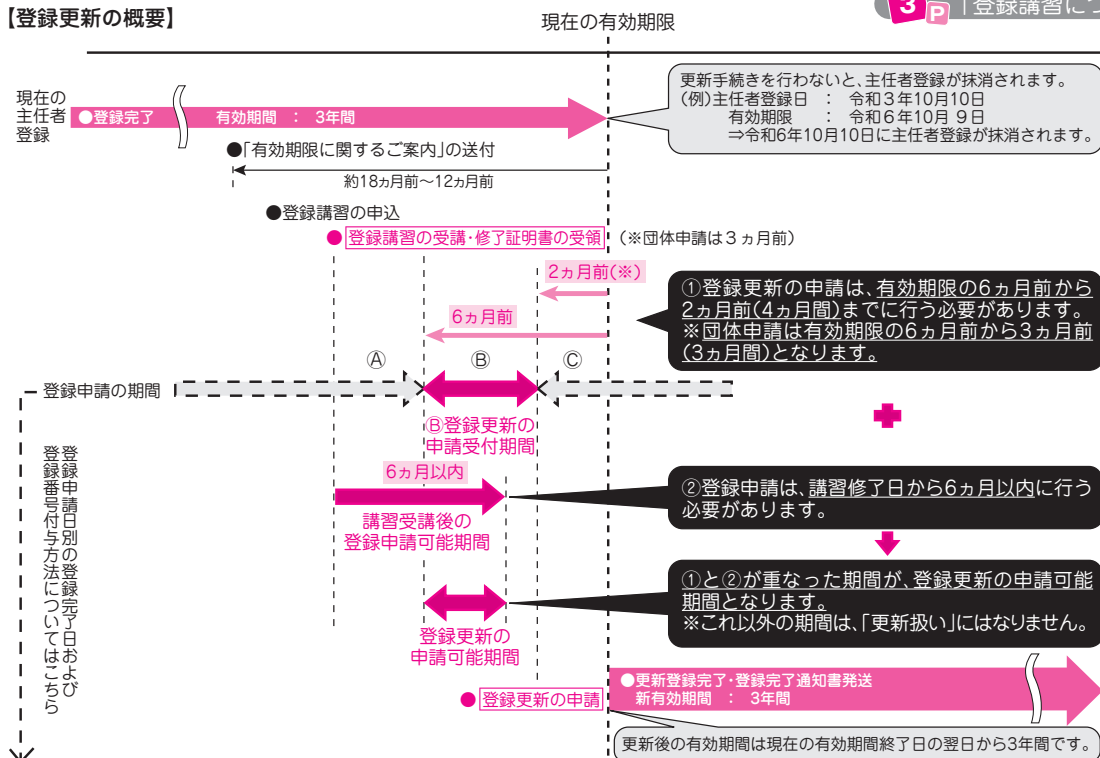 【登録更新の概要】
現在の有効期限
3 P 「登録講習につ
現在の
主任者
登録
●登録完了 有効期間 ： 3年間
更新手続きを行わないと、主任者登録が抹消されます。
(例)主任者登録日 ： 令和3年10月10日
有効期限 ： 令和6年10月 9日
⇒令和6年10月10日に主任者登録が抹消されます。
●「有効期限に関するご案内」の送付
約18ヵ月前～12ヵ月前
●登録講習の申込
●登録講習の受講・修了証明書の受領
(※団体申請は3ヵ月前)
2ヵ月前(※)
6ヵ月前
①登録更新の申請は、有効期限の6ヵ月前から
2ヵ月前(4ヵ月間)までに行う必要があります。
※団体申請は有効期限の6ヵ月前から3ヵ月前
(3ヵ月間)となります。
Ⓐ Ⓑ Ⓒ
登録申請の期間
Ⓑ登録更新の
申請受付期間
6ヵ月以内
講習受講後の
登録申請可能期間
②登録申請は、講習修了日から6ヵ月以内に行う
必要があります。
①と②が重なった期間が、登録更新の申請可能
期間となります。
※これ以外の期間は、「更新扱い」にはなりません。
登録更新の
申請可能期間
登録申請日別の登録完了日および
登録番号付与方法についてはこちら
●登録更新の申請
●更新登録完了・登録完了通知書発送
新有効期間 ： 3年間
更新後の有効期間は現在の有効期間終了日の翌日から3年間です。